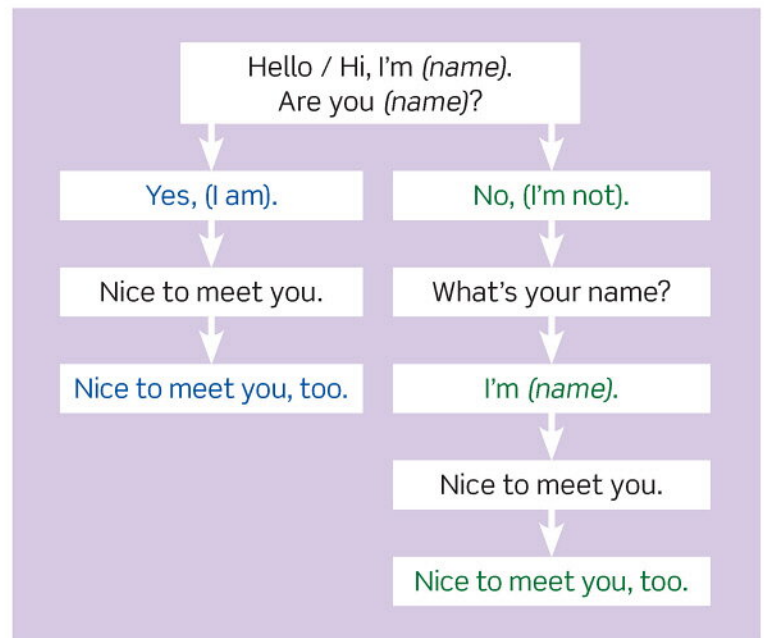 Hello / Hi, I'm (name).
Are you (name)?
Yes, (I am).
Nice to meet you.
Nice to meet you, too.
No, (I'm not).
What's your name?
I'm (name).
Nice to meet you.
Nice to meet you, too.